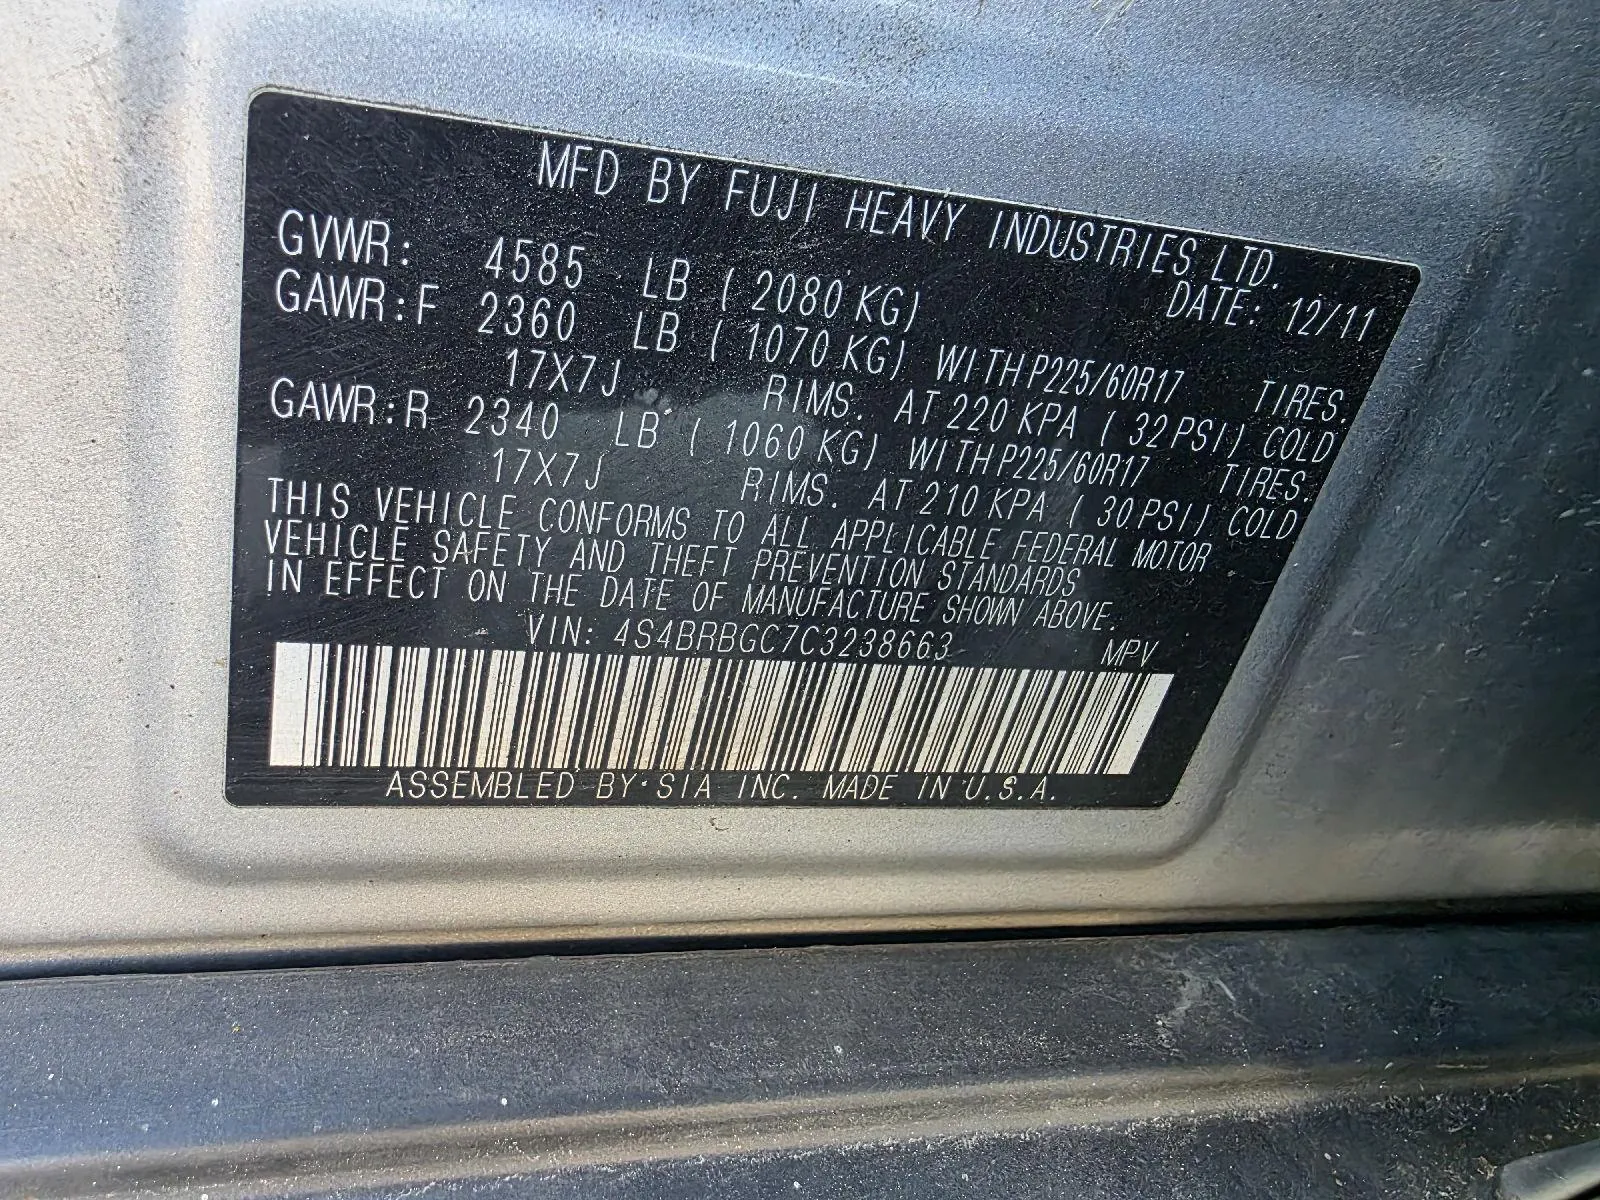 MFD BY FUJI HEAVY INDUSTRIES LTD.
DATE: 12/11
GVWR: 4585 LB (2080 KG)
GAWR:F 2360 LB (1070 KG) WITH P225/60R17 TIRES.
17X7J RIMS. AT 220 KPA (32 PSI) COLD
GAWR:R 2340 LB (1060 KG) WITH P225/60R17 TIRES.
17X7J RIMS. AT 210 KPA (30 PSI) COLD
THIS VEHICLE CONFORMS TO ALL APPLICABLE FEDERAL MOTOR
VEHICLE SAFETY AND THEFT PREVENTION STANDARDS
IN EFFECT ON THE DATE OF MANUFACTURE SHOWN ABOVE.
VIN: 4S4BRBGC7C3238663 MPV
ASSEMBLED BY SIA INC. MADE IN U.S.A.